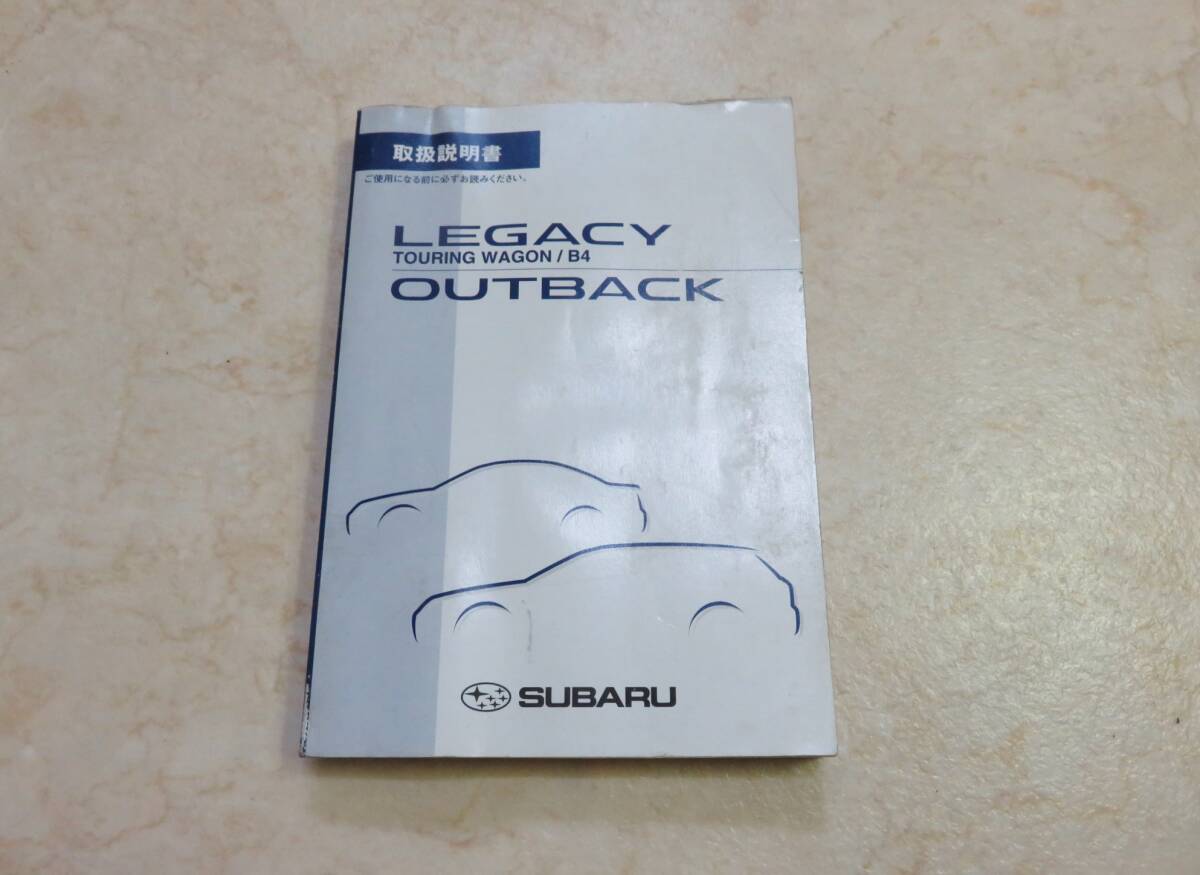 取扱説明書
ご使用になる前に必ずお読みください。
LEGACY
TOURING WAGON / B4
OUTBACK
SUBARU